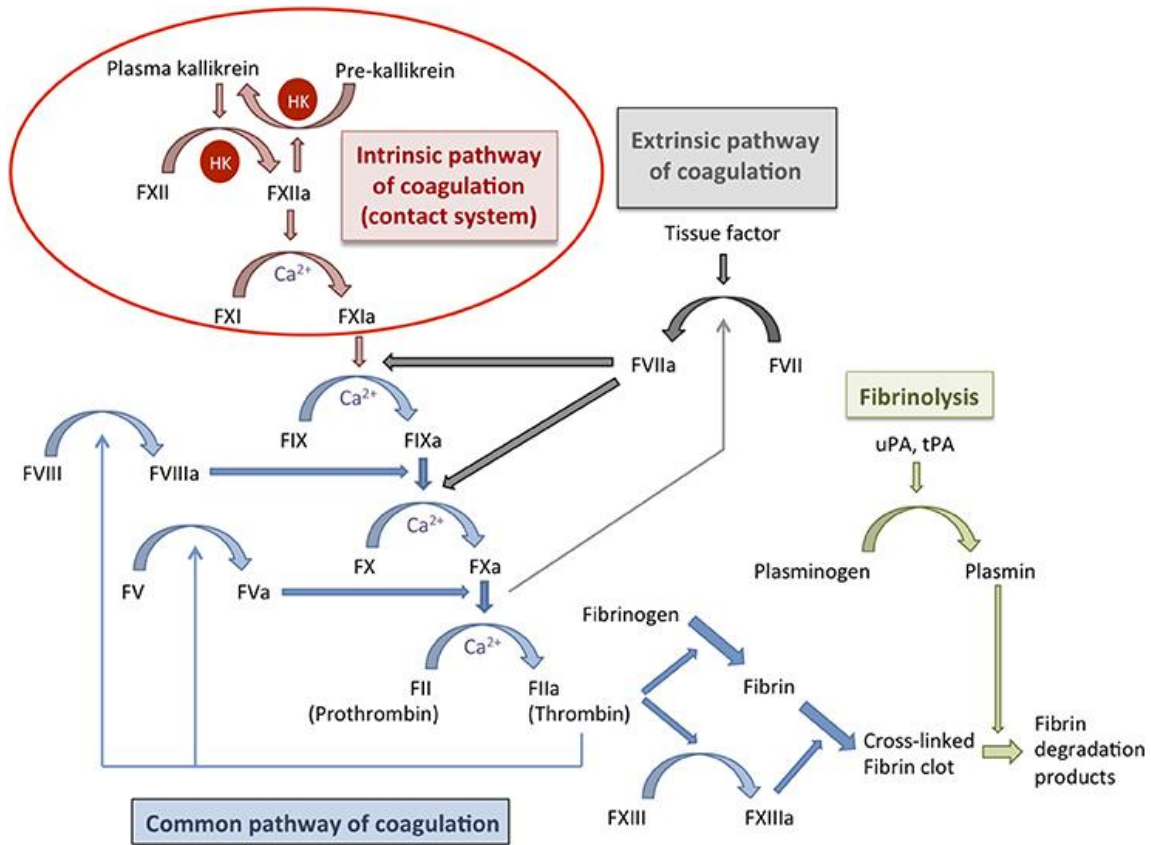 Plasma kallikrein
Pre-kallikrein
HK
HK
FXII
FXIIa
Intrinsic pathway
of coagulation
(contact system)
Ca²⁺
FXI
FXIa
Extrinsic pathway
of coagulation
Tissue factor
FVIIa
FVII
Ca²⁺
FIX
FIXa
FVIII
FVIIIa
Ca²⁺
FX
FXa
FV
FVa
Ca²⁺
FII
(Prothrombin)
FIIa
(Thrombin)
Fibrinolysis
uPA, tPA
Plasminogen
Plasmin
Fibrinogen
Fibrin
Cross-linked
Fibrin clot
Fibrin
degradation
products
FXIII
FXIIIa
Common pathway of coagulation